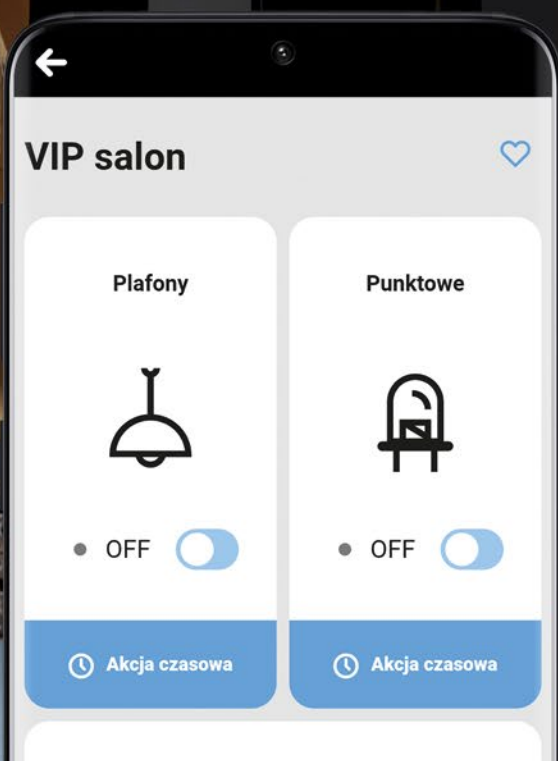 VIP salon
Plafony
Punktowe
OFF
OFF
Akcja czasowa
Akcja czasowa